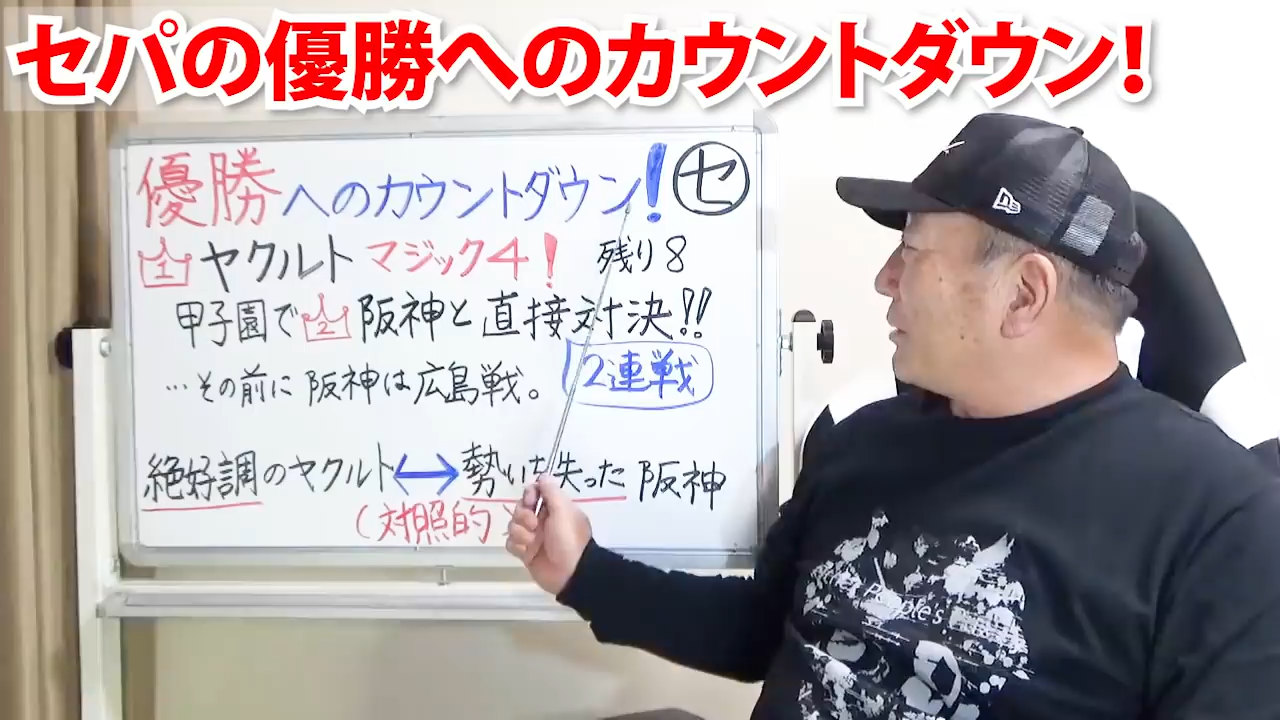 セパの優勝へのカウントダウン!
優勝へのカウントダウン! セ
1 ヤクルト マジック4! 残り8
甲子園で 2 阪神と直接対決!!
…その前に 阪神は広島戦。 2連戦
絶好調のヤクルト↔勢いを失った 阪神
(対照的)
People's